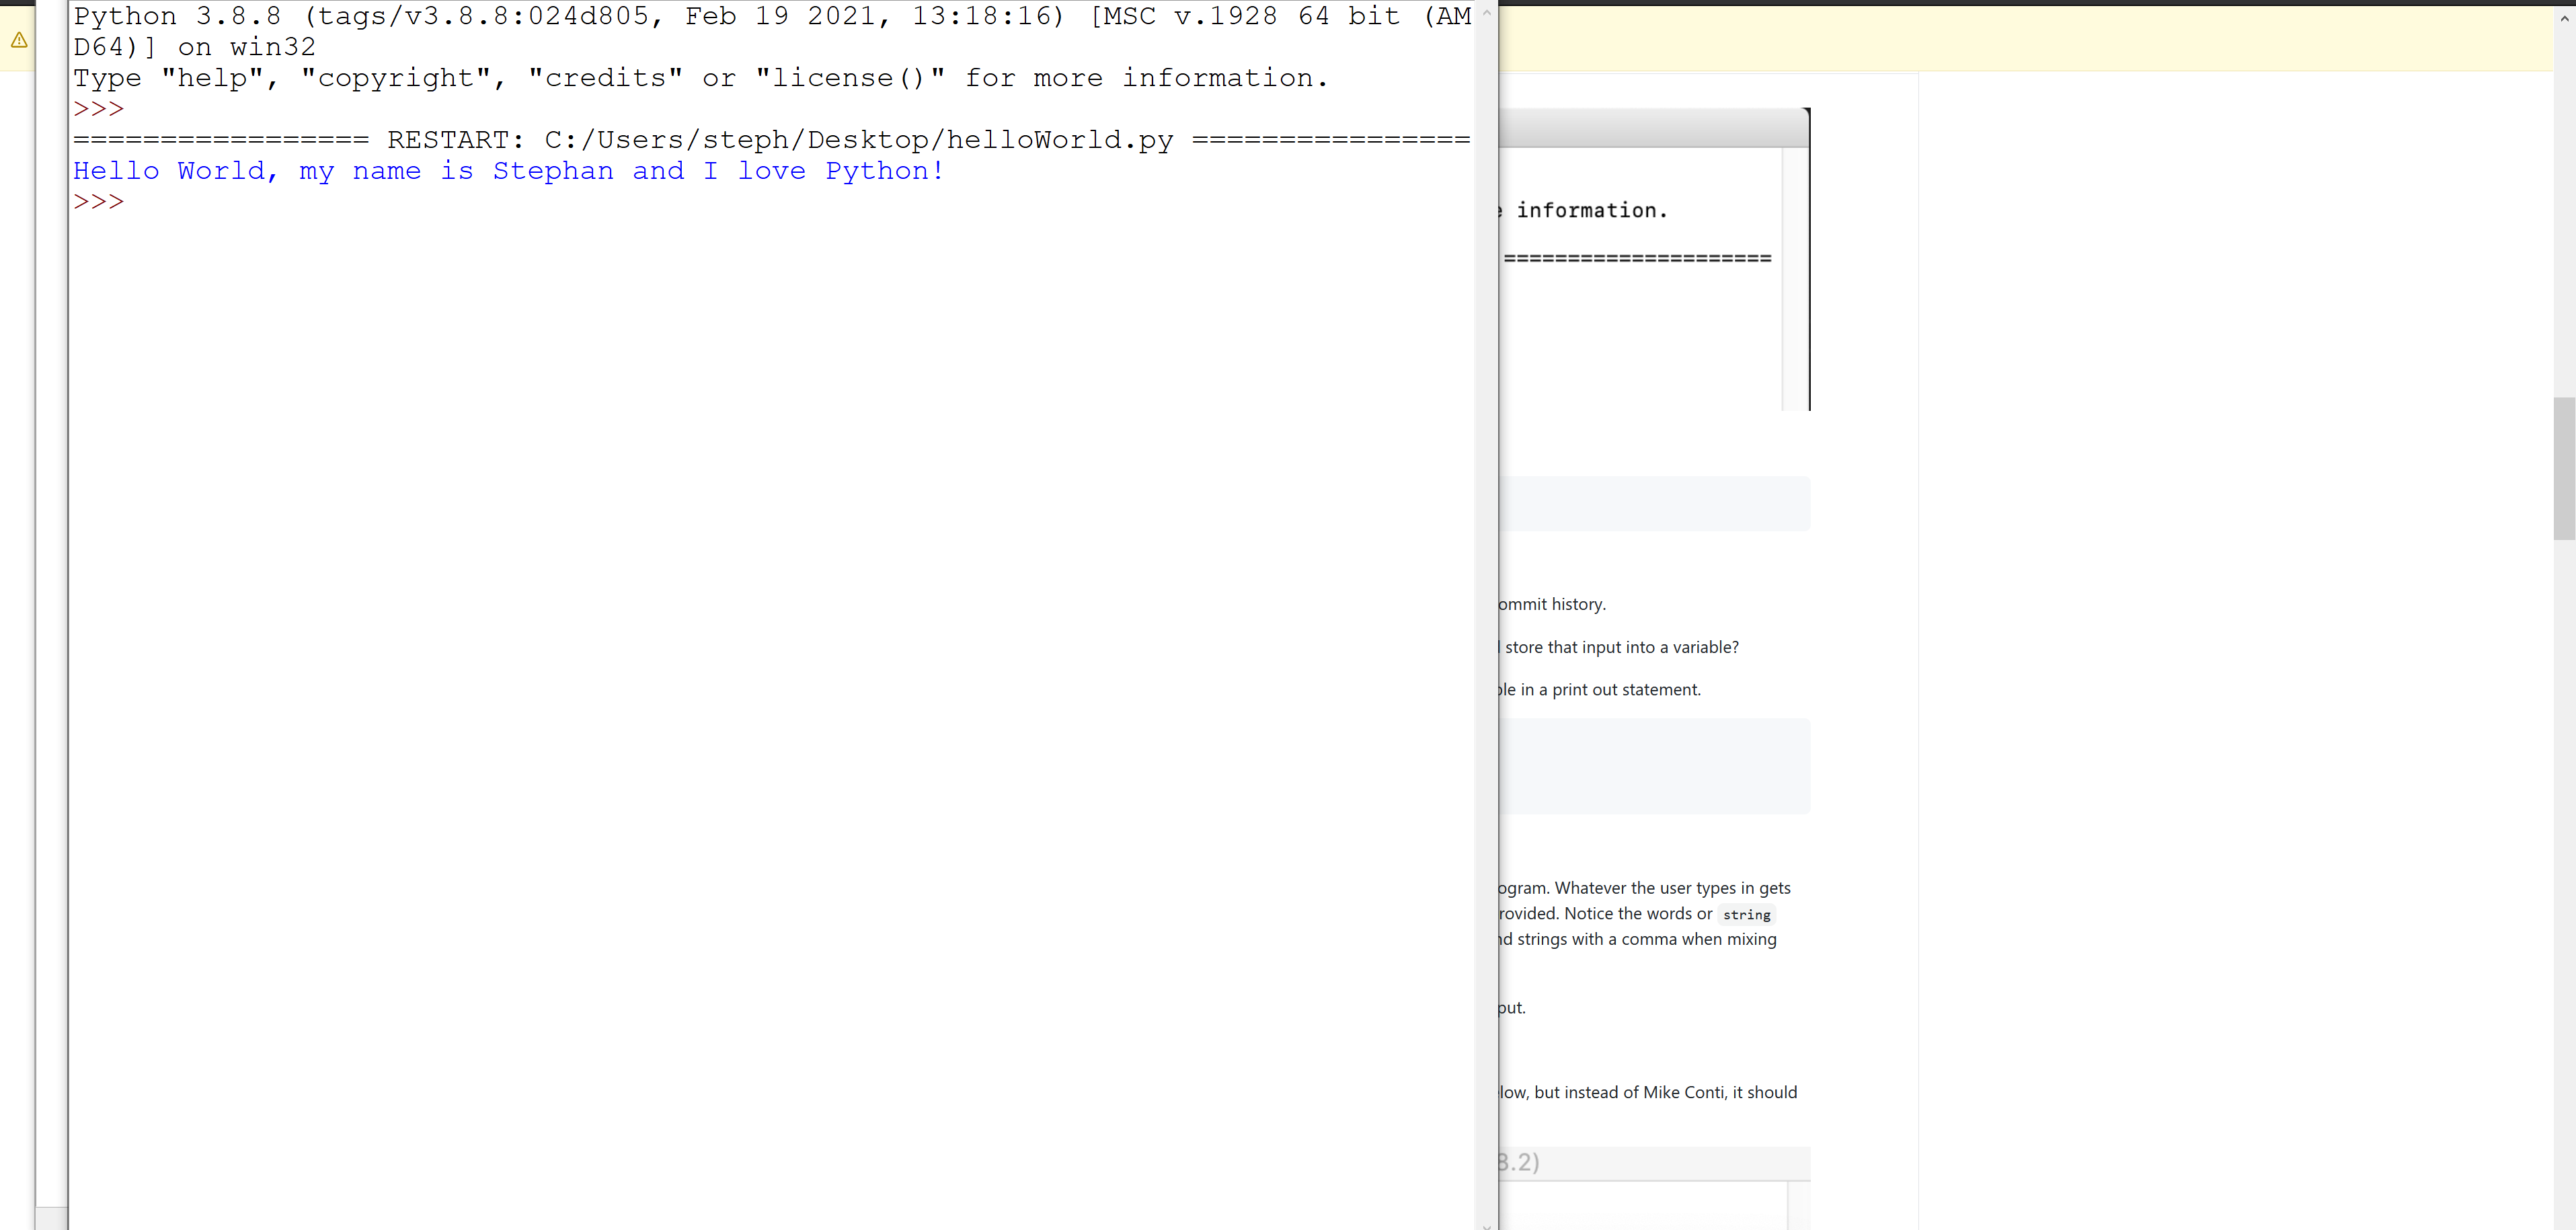 Python 3.8.8 (tags/v3.8.8:024d805, Feb 19 2021, 13:18:16) [MSC v.1928 64 bit (AM
D64)] on win32
Type "help", "copyright", "credits" or "license()" for more information.
>>>
================= RESTART: C:/Users/steph/Desktop/helloWorld.py ================
Hello World, my name is Stephan and I love Python!
>>>
information.
=====================
ommit history.
store that input into a variable?
ble in a print out statement.
ogram. Whatever the user types in gets
rovided. Notice the words or string
nd strings with a comma when mixing
put.
low, but instead of Mike Conti, it should
8.2)